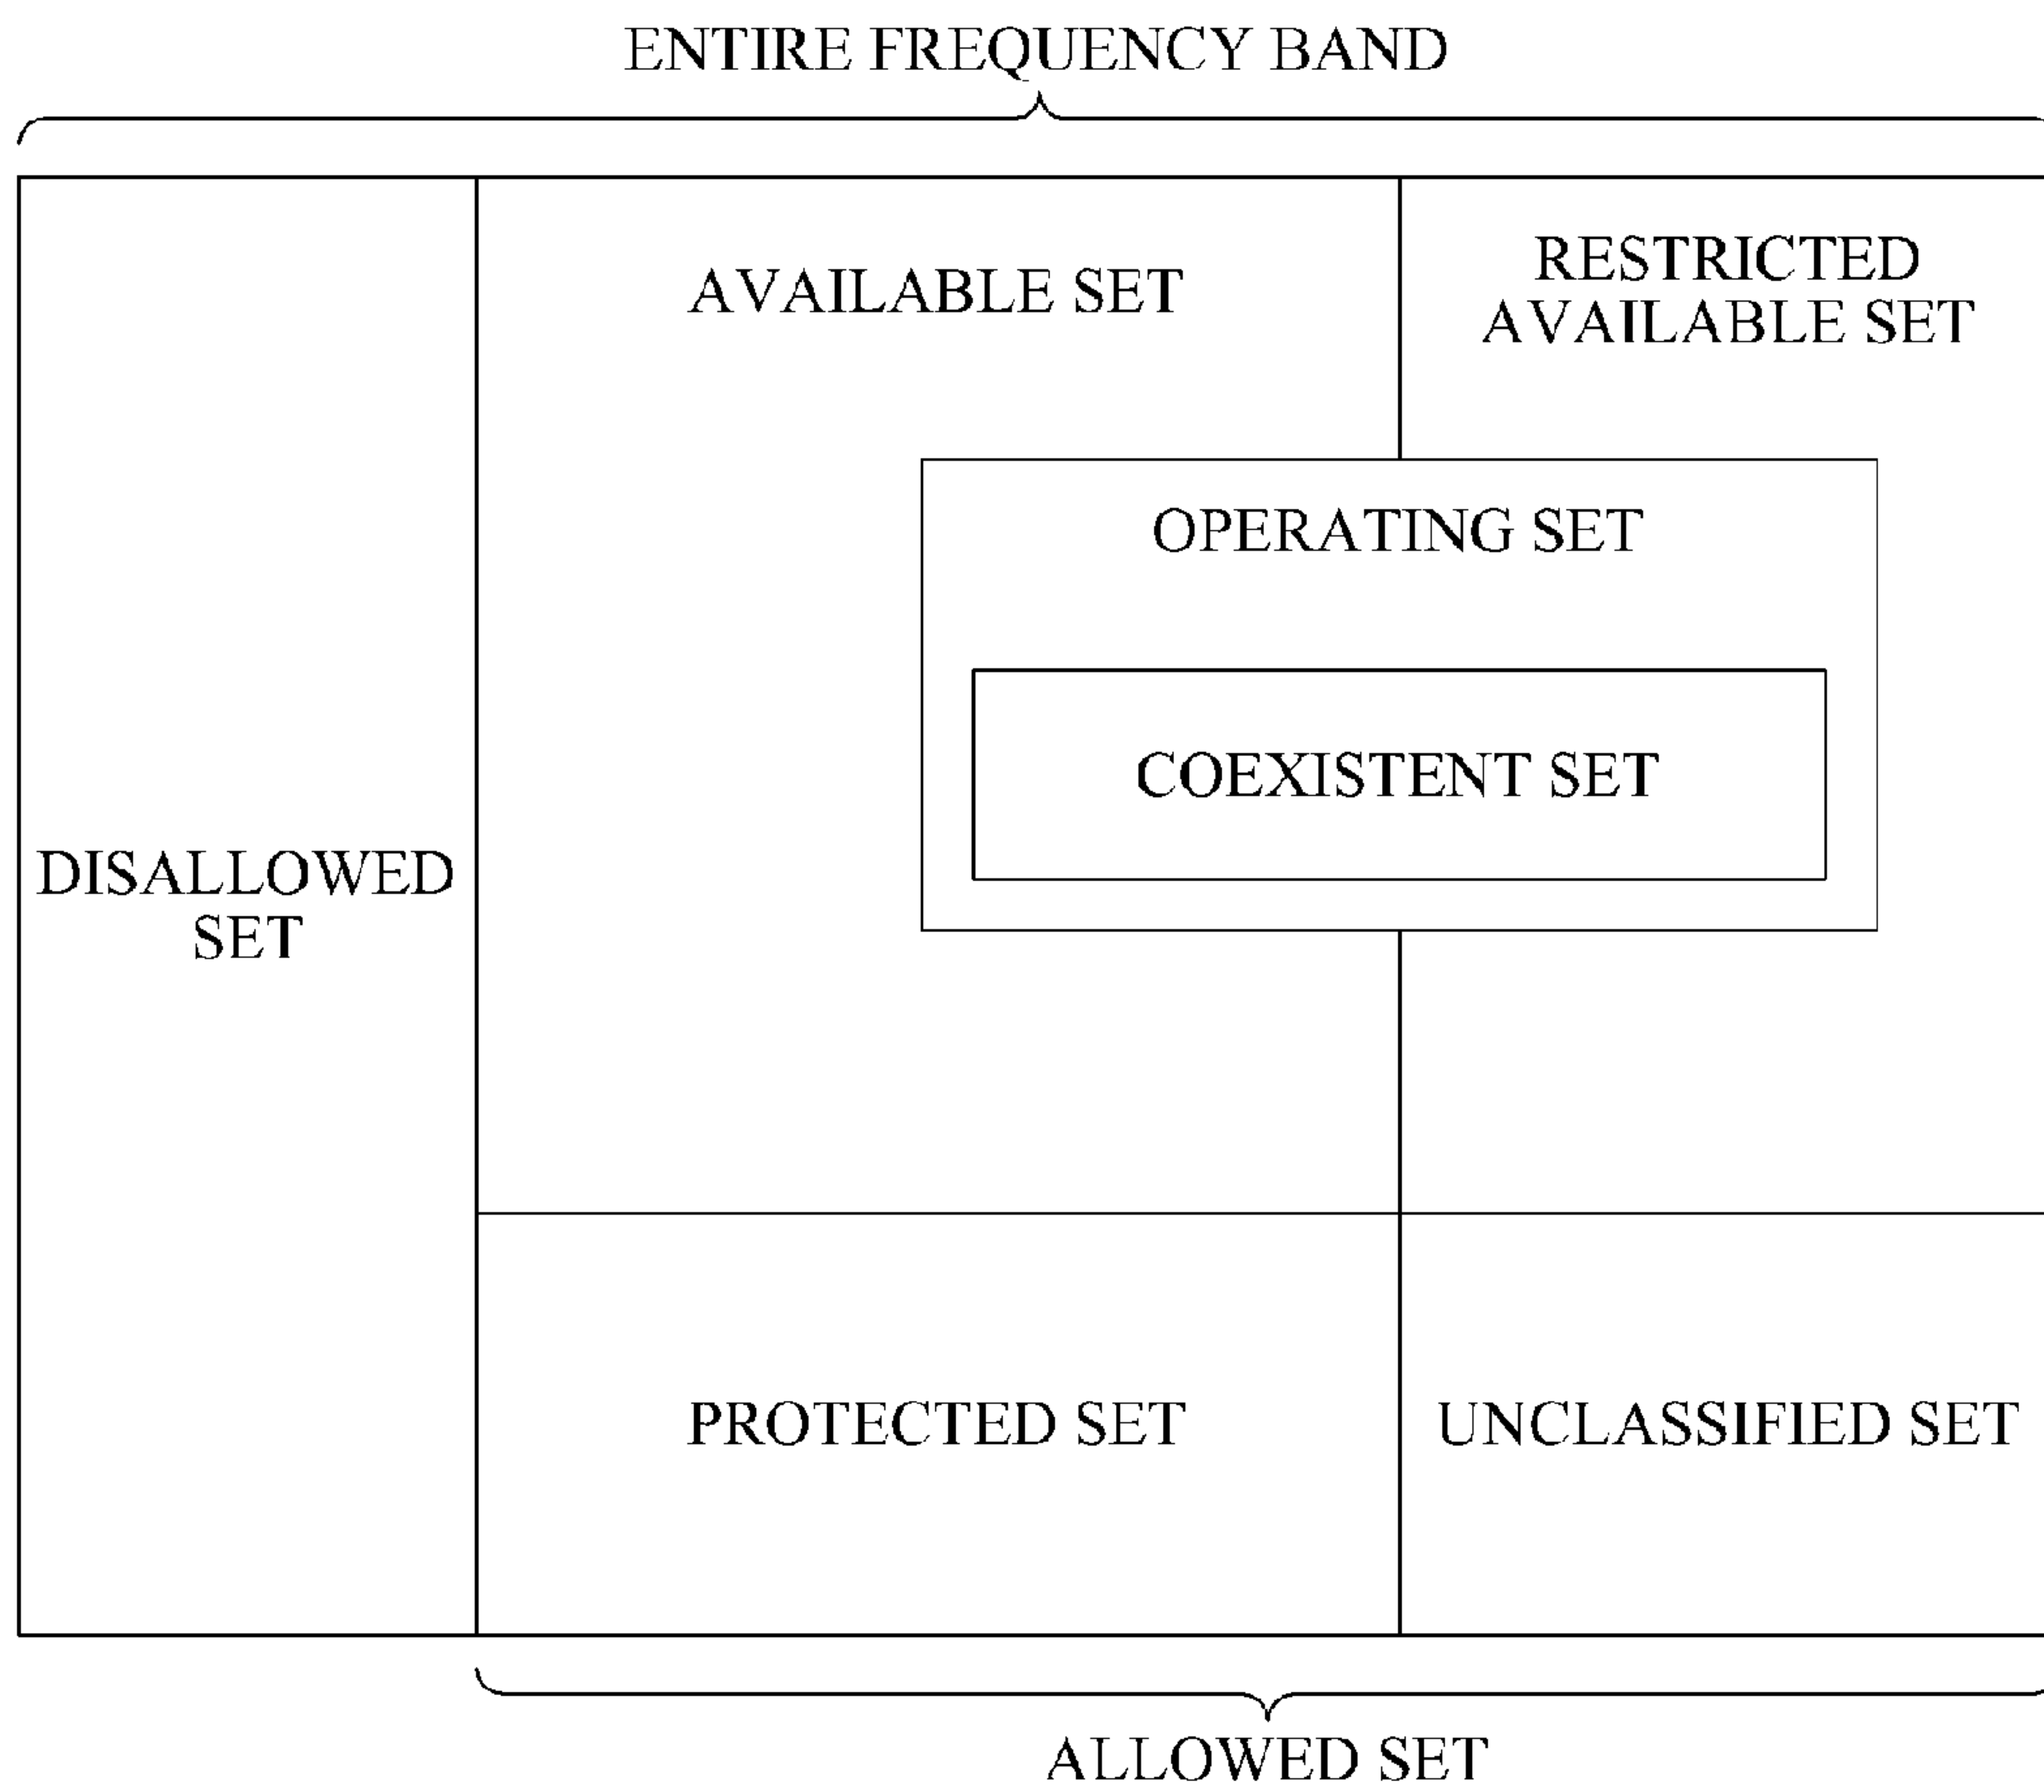 ENTIRE FREQUENCY BAND
AVAILABLE SET
RESTRICTED
AVAILABLE SET
OPERATING SET
COEXISTENT SET
DISALLOWED
SET
PROTECTED SET
UNCLASSIFIED SET
ALLOWED SET